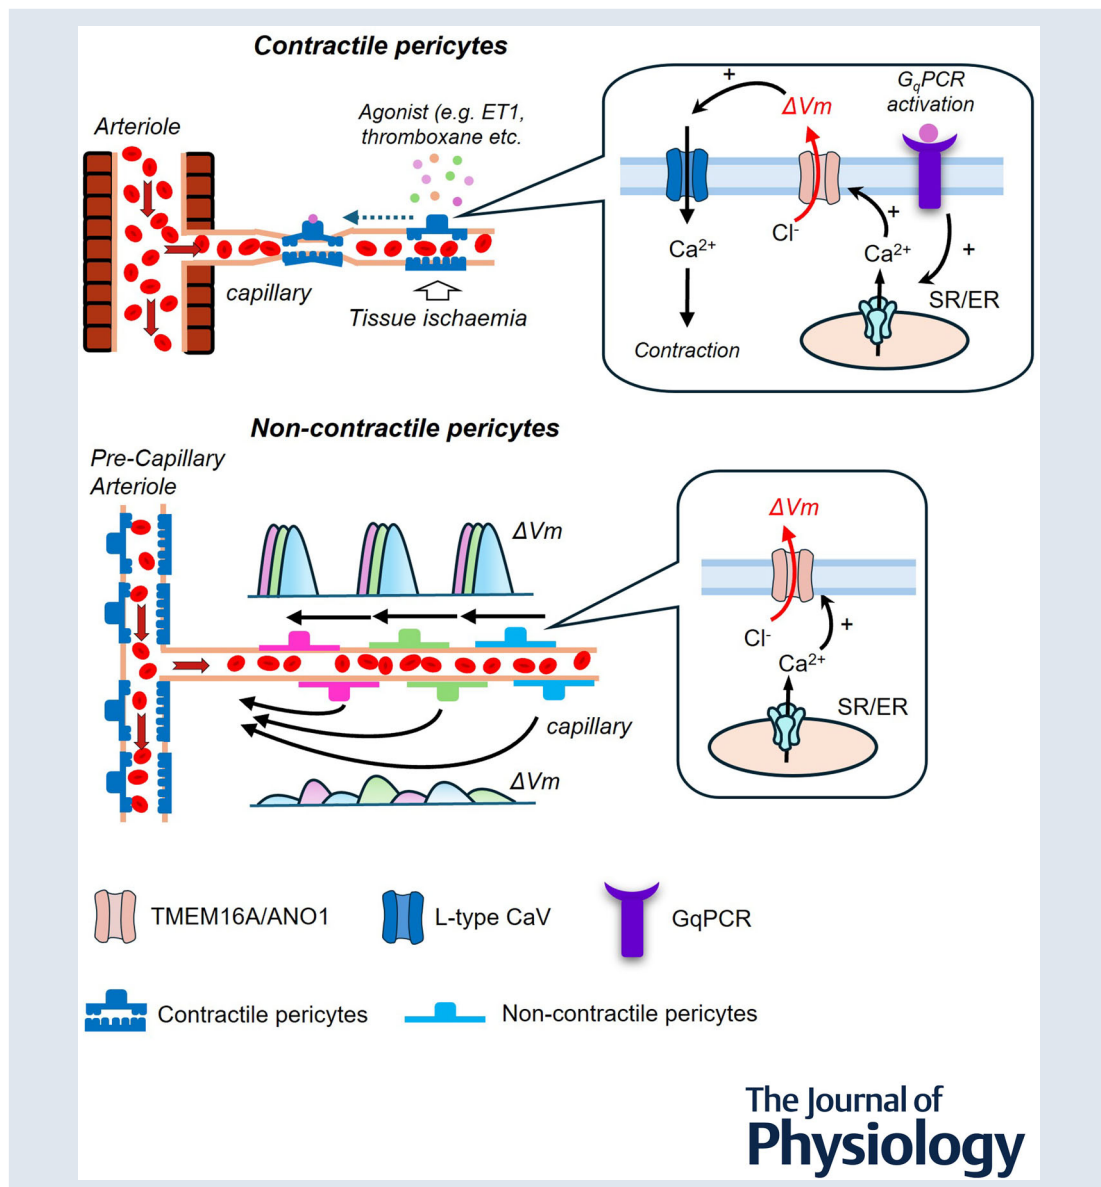 Contractile pericytes
Arteriole
Agonist (e.g. ET1,
thromboxane etc.
capillary
Tissue ischaemia
+
ΔVm
GqPCR
activation
Cl-
Ca2+
+
Ca2+
+
SR/ER
Contraction
Non-contractile pericytes
Pre-Capillary
Arteriole
ΔVm
capillary
ΔVm
ΔVm
Cl-
+
Ca2+
SR/ER
TMEM16A/ANO1
L-type CaV
GqPCR
Contractile pericytes
Non-contractile pericytes
The Journal of
Physiology